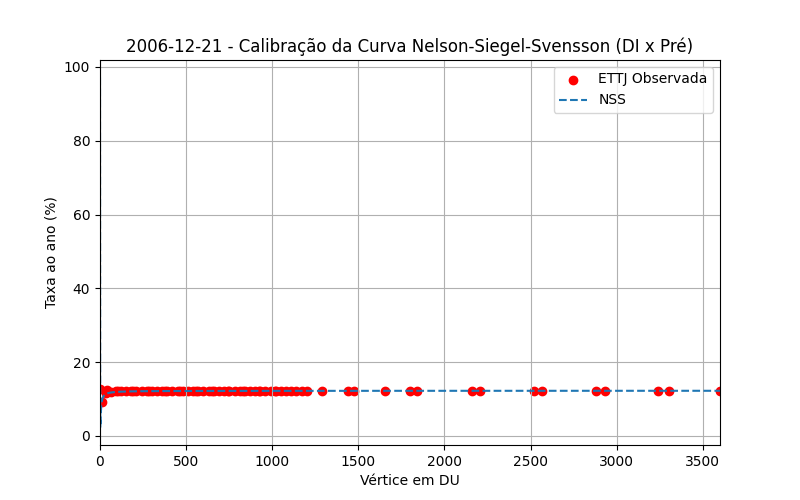 2006-12-21 - Calibração da Curva Nelson-Siegel-Svensson (DI x Pré)
ETTJ Observada
NSS
Taxa ao ano (%)
100
80
60
40
20
0
0 500 1000 1500 2000 2500 3000 3500
Vértice em DU